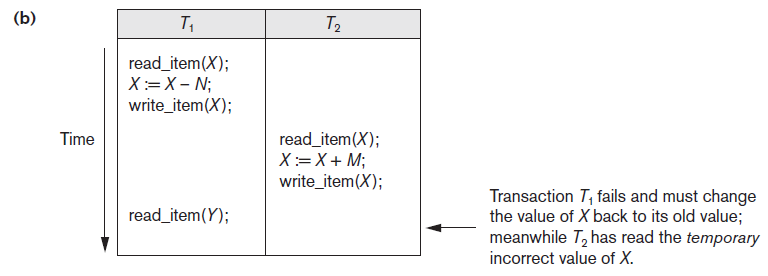 (b)
T₁ T₂
read_item(X);
X := X – N;
write_item(X);
Time
read_item(X);
X := X + M;
write_item(X);
read_item(Y);
Transaction T₁ fails and must change
the value of X back to its old value;
meanwhile T₂ has read the temporary
incorrect value of X.